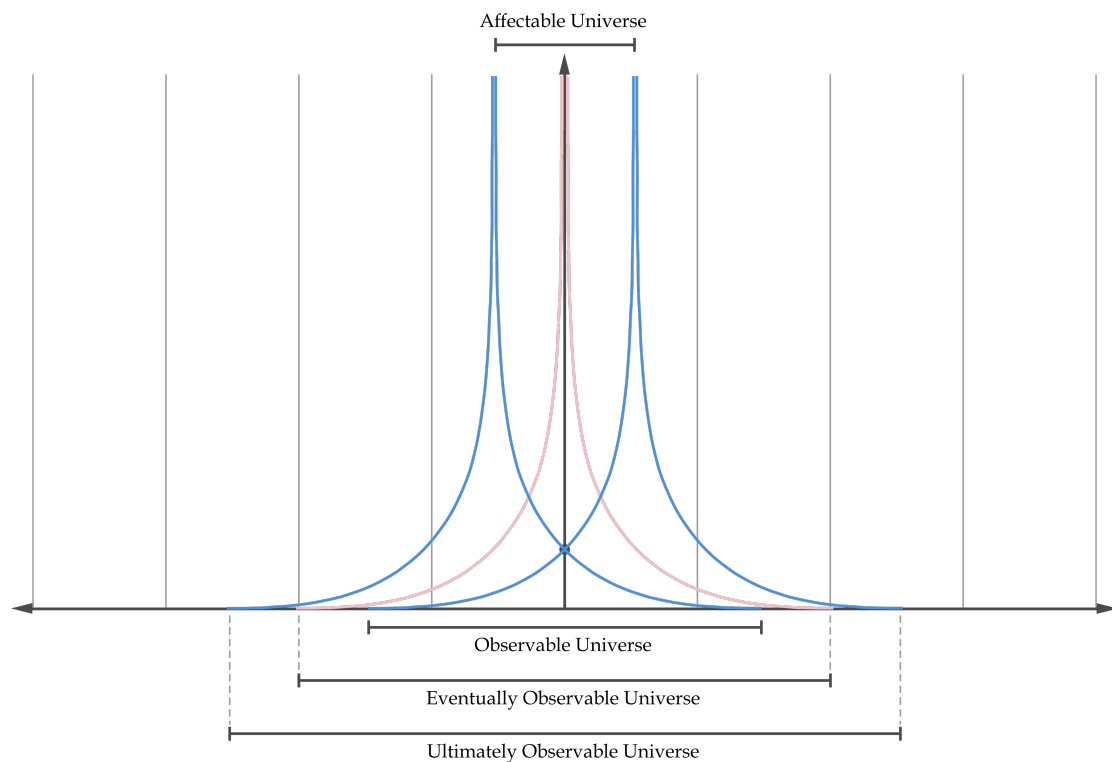 Affectable Universe
Observable Universe
Eventually Observable Universe
Ultimately Observable Universe